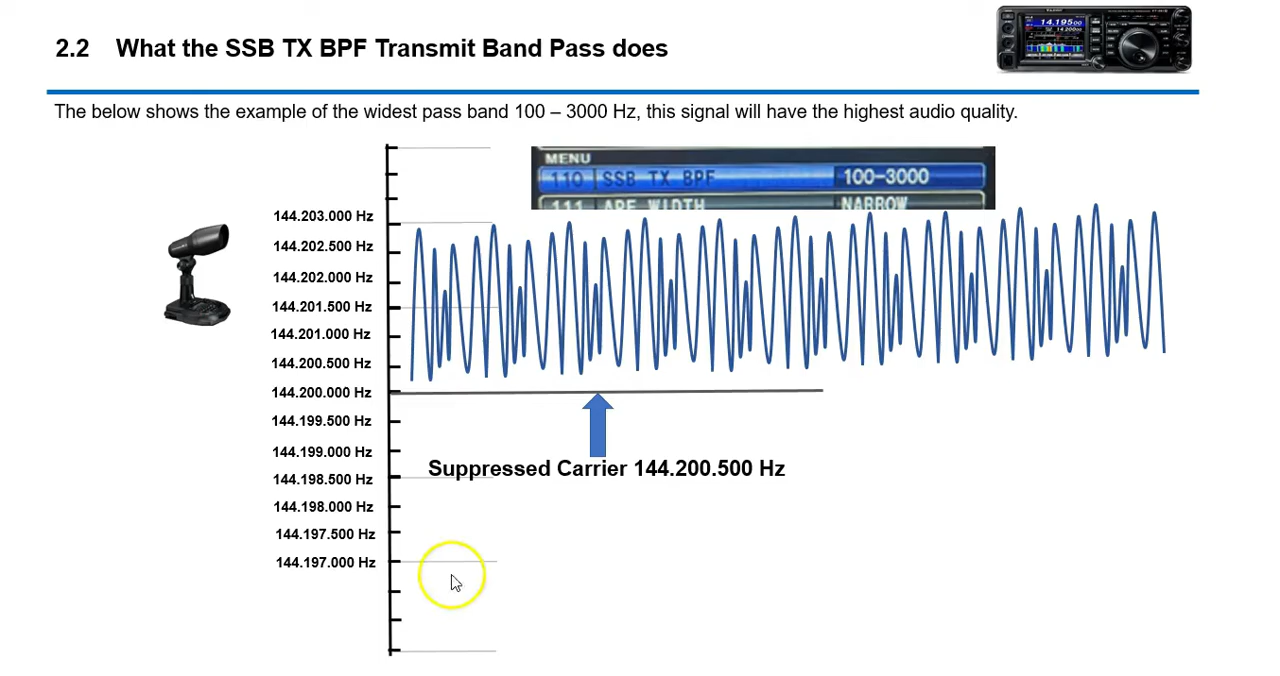 2.2 What the SSB TX BPF Transmit Band Pass does
14.19500
14.20000
The below shows the example of the widest pass band 100 – 3000 Hz, this signal will have the highest audio quality.
MENU
110 SSB TX BPF 100-3000
111 APF WIDTH NARROW
144.203.000 Hz
144.202.500 Hz
144.202.000 Hz
144.201.500 Hz
144.201.000 Hz
144.200.500 Hz
144.200.000 Hz
144.199.500 Hz
144.199.000 Hz
144.198.500 Hz
144.198.000 Hz
144.197.500 Hz
144.197.000 Hz
Suppressed Carrier 144.200.500 Hz